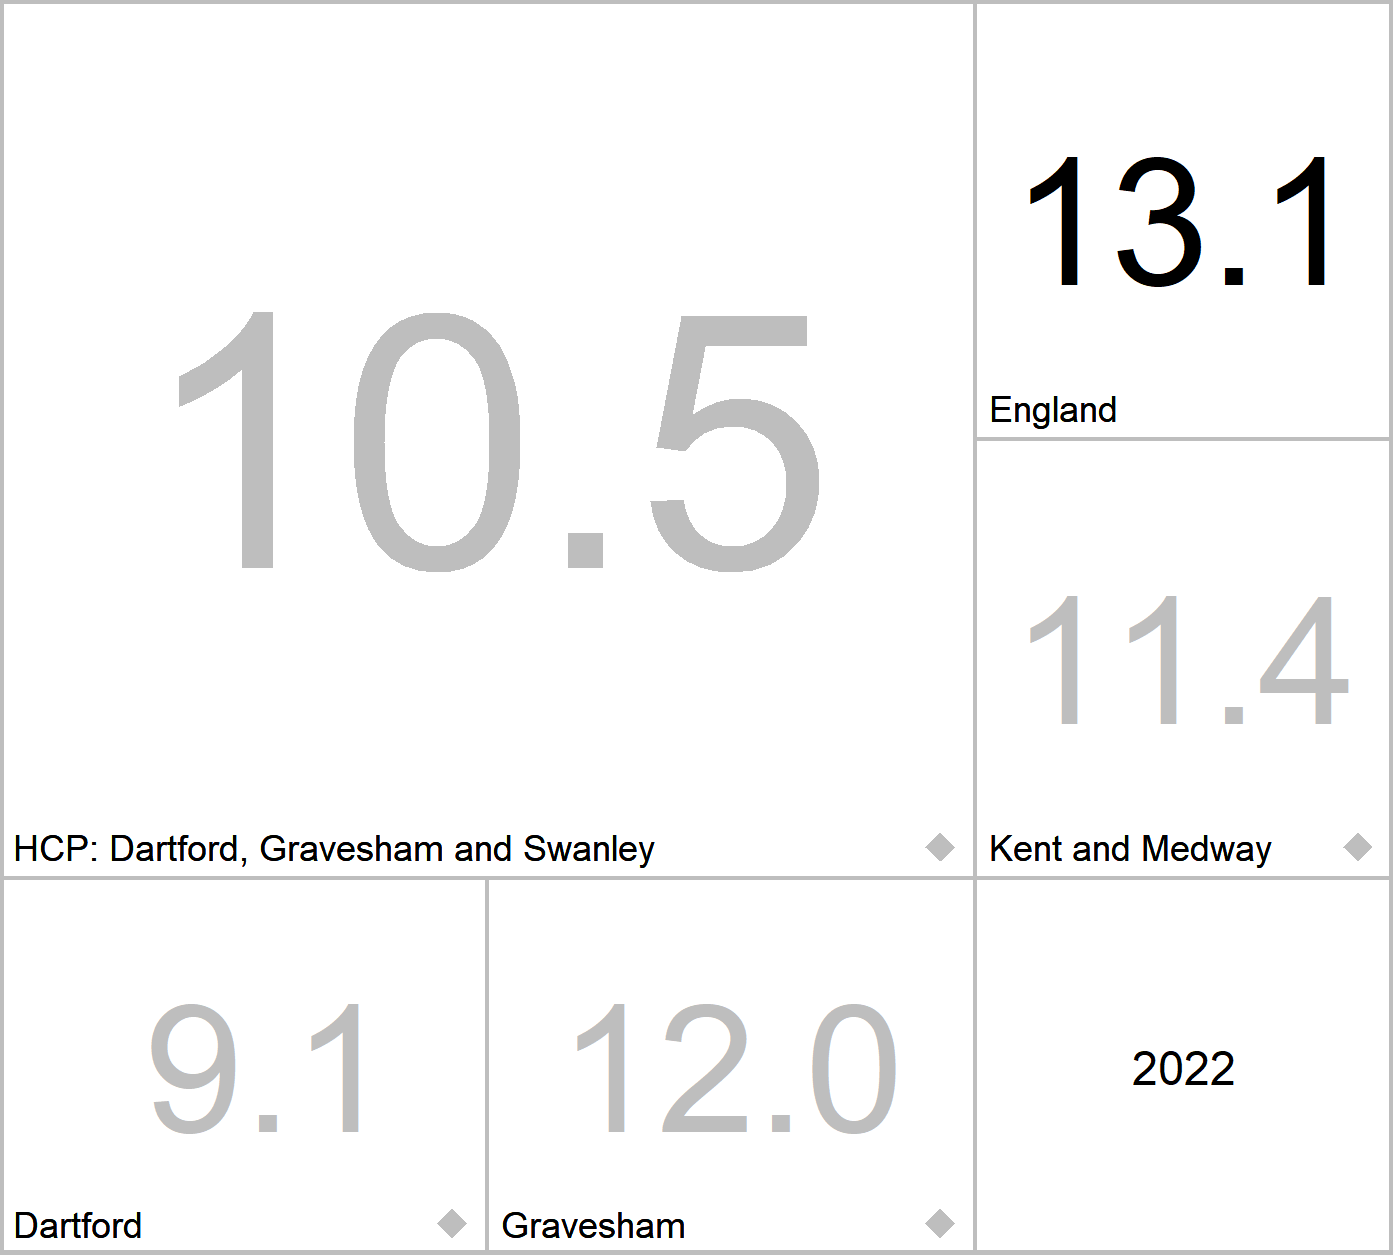 10.5
HCP: Dartford, Gravesham and Swanley
13.1
England
11.4
Kent and Medway
9.1
Dartford
12.0
Gravesham
2022